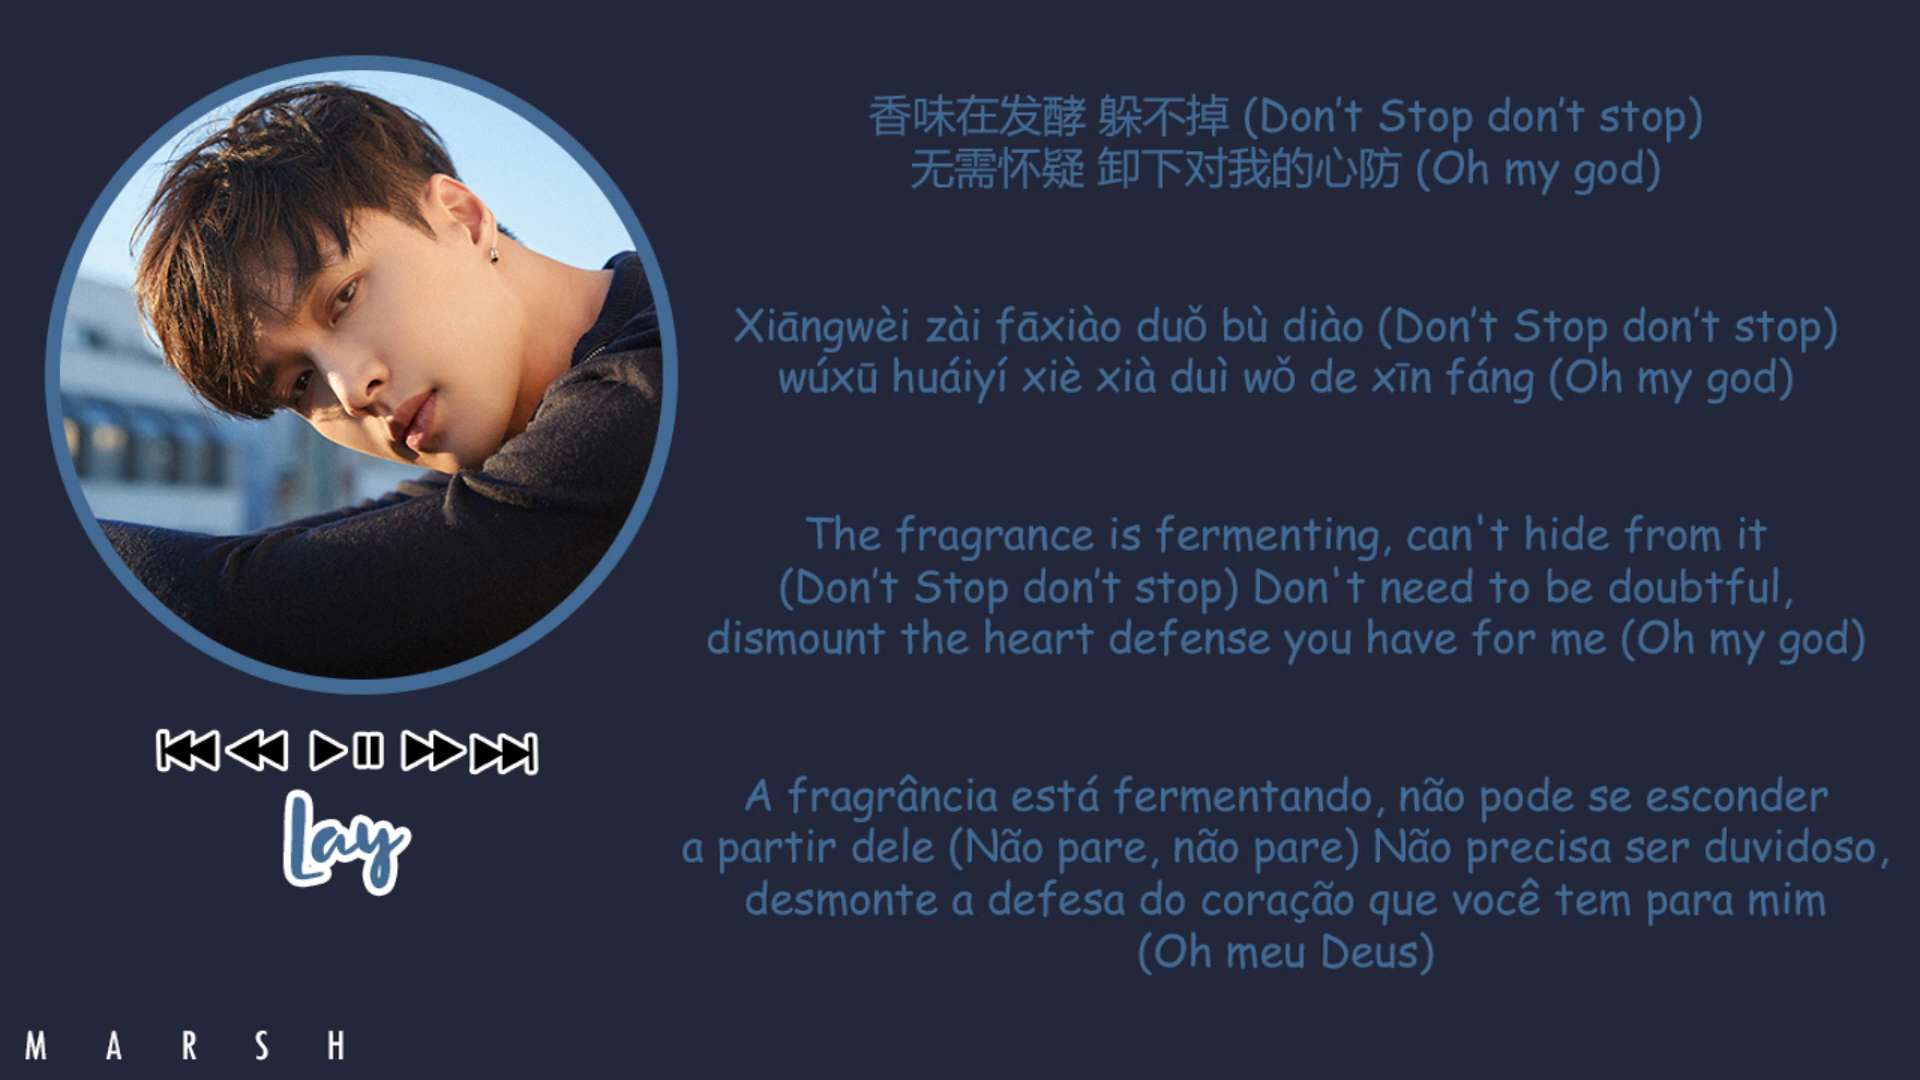 香味在发酵 躲不掉 (Don’t Stop don’t stop)
无需怀疑 卸下对我的心防 (Oh my god)
Xiāngwèi zài fāxiào duǒ bù diào (Don’t Stop don’t stop)
wúxū huáiyí xiè xià duì wǒ de xīn fáng (Oh my god)
The fragrance is fermenting, can't hide from it
(Don’t Stop don’t stop) Don't need to be doubtful,
dismount the heart defense you have for me (Oh my god)
A fragrância está fermentando, não pode se esconder
a partir dele (Não pare, não pare) Não precisa ser duvidoso,
desmonte a defesa do coração que você tem para mim
(Oh meu Deus)
Lay
MARSH